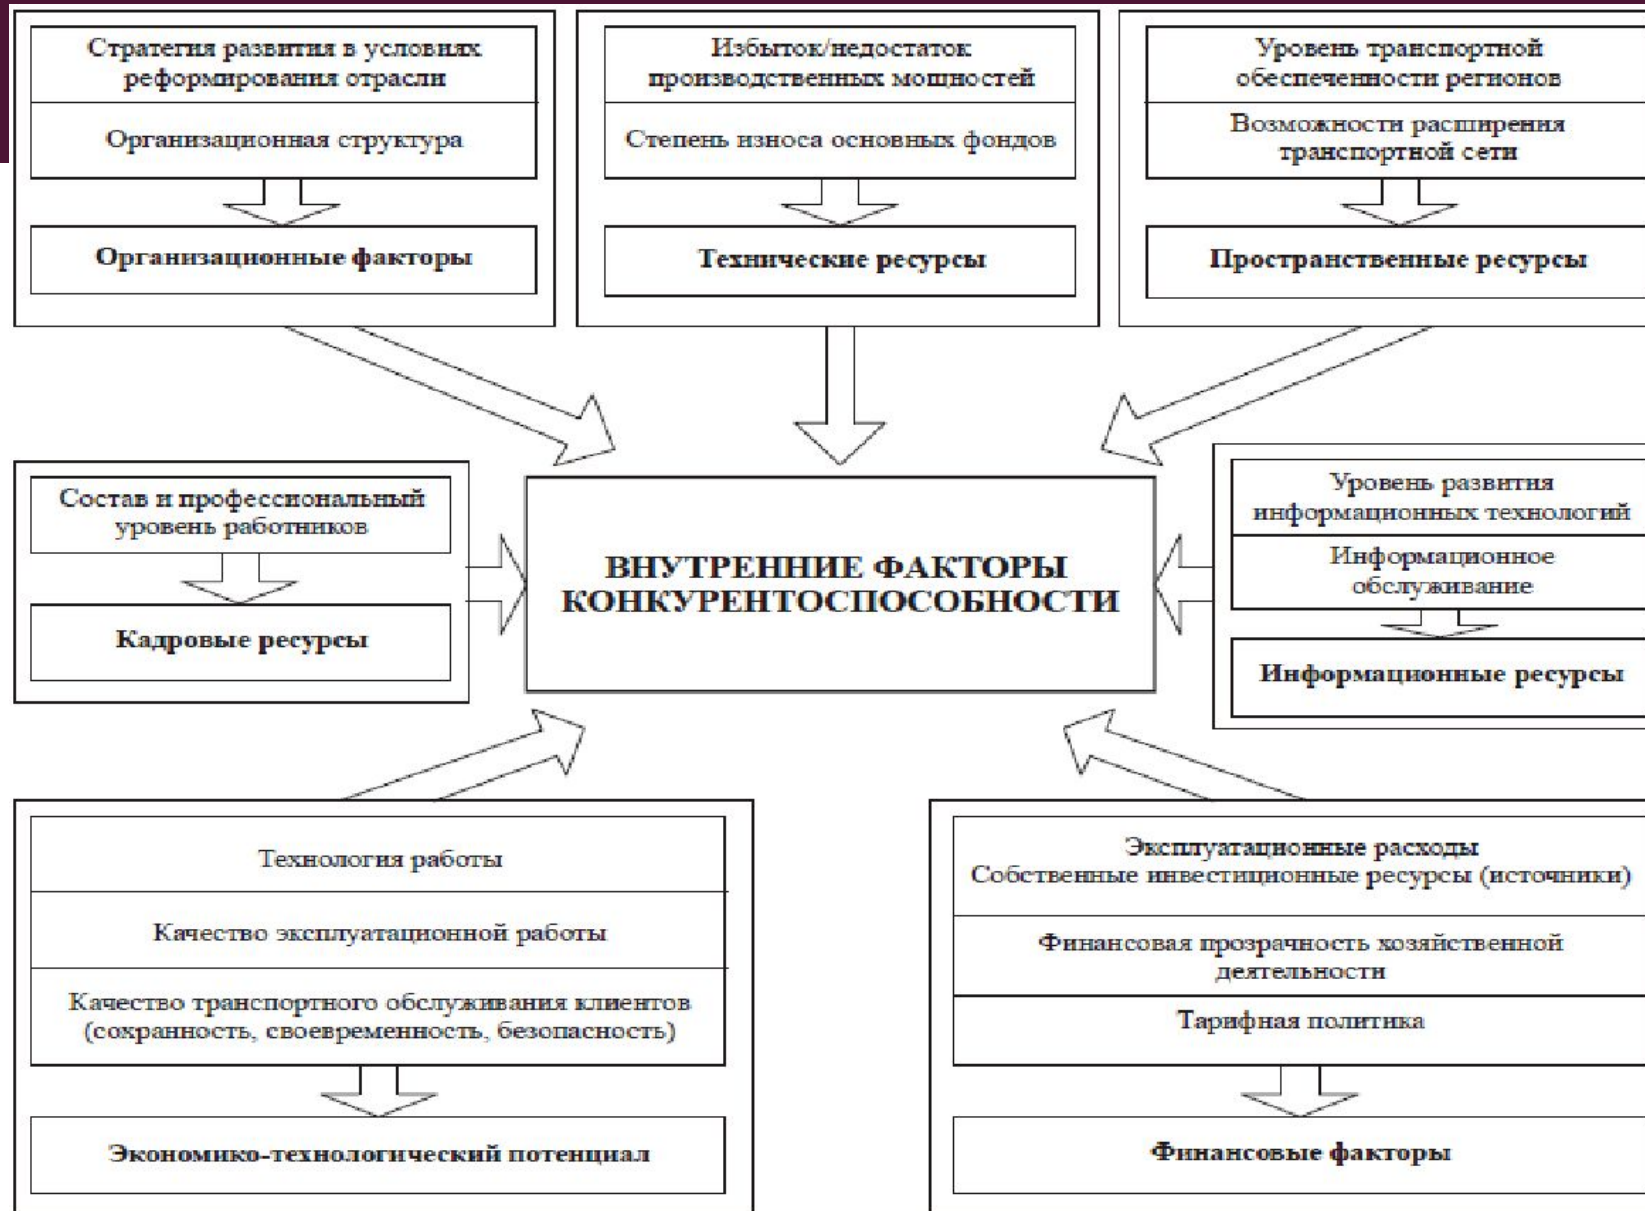 Стратегия развития в условиях
реформирования отрасли
Организационная структура
Организационные факторы
Избыток/недостаток
производственных мощностей
Степень износа основных фондов
Технические ресурсы
Уровень транспортной
обеспеченности регионов
Возможности расширения
транспортной сети
Пространственные ресурсы
Состав и профессиональный
уровень работников
Кадровые ресурсы
ВНУТРЕННИЕ ФАКТОРЫ
КОНКУРЕНТОСПОСОБНОСТИ
Уровень развития
информационных технологий
Информационное
обслуживание
Информационные ресурсы
Технология работы
Качество эксплуатационной работы
Качество транспортного обслуживания клиентов
(сохранность, своевременность, безопасность)
Экономико-технологический потенциал
Эксплуатационные расходы
Собственные инвестиционные ресурсы (источники)
Финансовая прозрачность хозяйственной
деятельности
Тарифная политика
Финансовые факторы